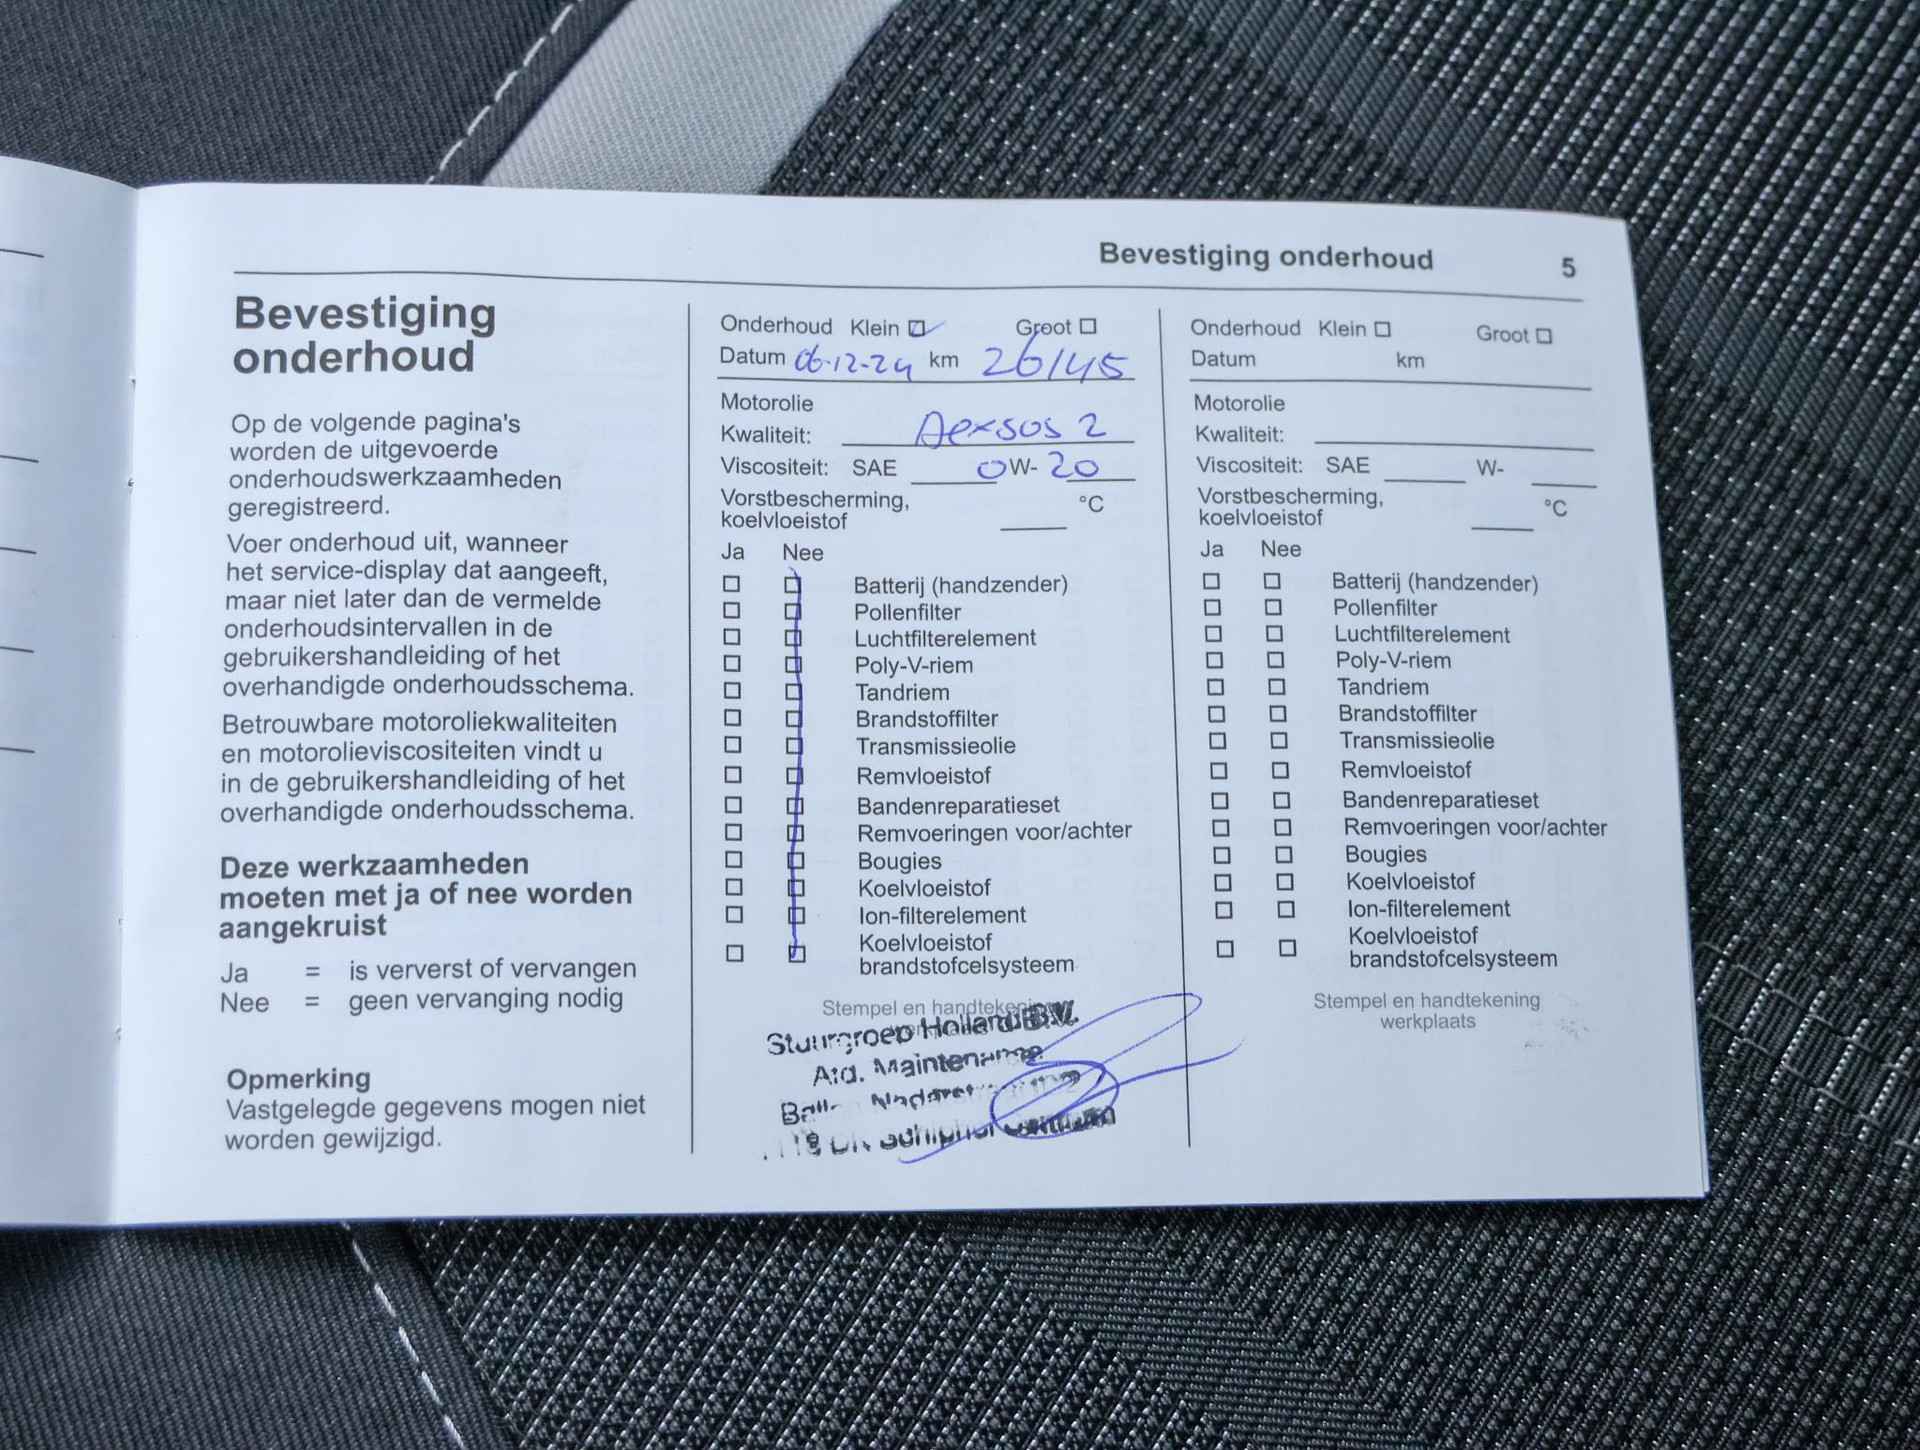 Bevestiging onderhoud 5
Bevestiging
onderhoud
Op de volgende pagina's
worden de uitgevoerde
onderhoudswerkzaamheden
geregistreerd.
Voer onderhoud uit, wanneer
het service-display dat aangeeft,
maar niet later dan de vermelde
onderhoudsintervallen in de
gebruikershandleiding of het
overhandigde onderhoudsschema.
Betrouwbare motoroliekwaliteiten
en motorolieviscositeiten vindt u
in de gebruikershandleiding of het
overhandigde onderhoudsschema.
Deze werkzaamheden
moeten met ja of nee worden
aangekruist
Ja = is ververst of vervangen
Nee = geen vervanging nodig
Opmerking
Vastgelegde gegevens mogen niet
worden gewijzigd.
Onderhoud Klein Groot
Datum 06-12-24 km 26145
Motorolie
Kwaliteit: Dexsos 2
Viscositeit: SAE 0W-20
Vorstbescherming, °C
koelvloeistof
Ja Nee
Batterij (handzender)
Pollenfilter
Luchtfilterelement
Poly-V-riem
Tandriem
Brandstoffilter
Transmissieolie
Remvloeistof
Bandenreparatieset
Remvoeringen voor/achter
Bougies
Koelvloeistof
Ion-filterelement
Koelvloeistof
brandstofcelsysteem
Stempel en handtekening
Stuurgroep Holland B.V.
Afd. Maintenance
Schiphol
Onderhoud Klein Groot
Datum km
Motorolie
Kwaliteit:
Viscositeit: SAE W-
Vorstbescherming, °C
koelvloeistof
Ja Nee
Batterij (handzender)
Pollenfilter
Luchtfilterelement
Poly-V-riem
Tandriem
Brandstoffilter
Transmissieolie
Remvloeistof
Bandenreparatieset
Remvoeringen voor/achter
Bougies
Koelvloeistof
Ion-filterelement
Koelvloeistof
brandstofcelsysteem
Stempel en handtekening
werkplaats